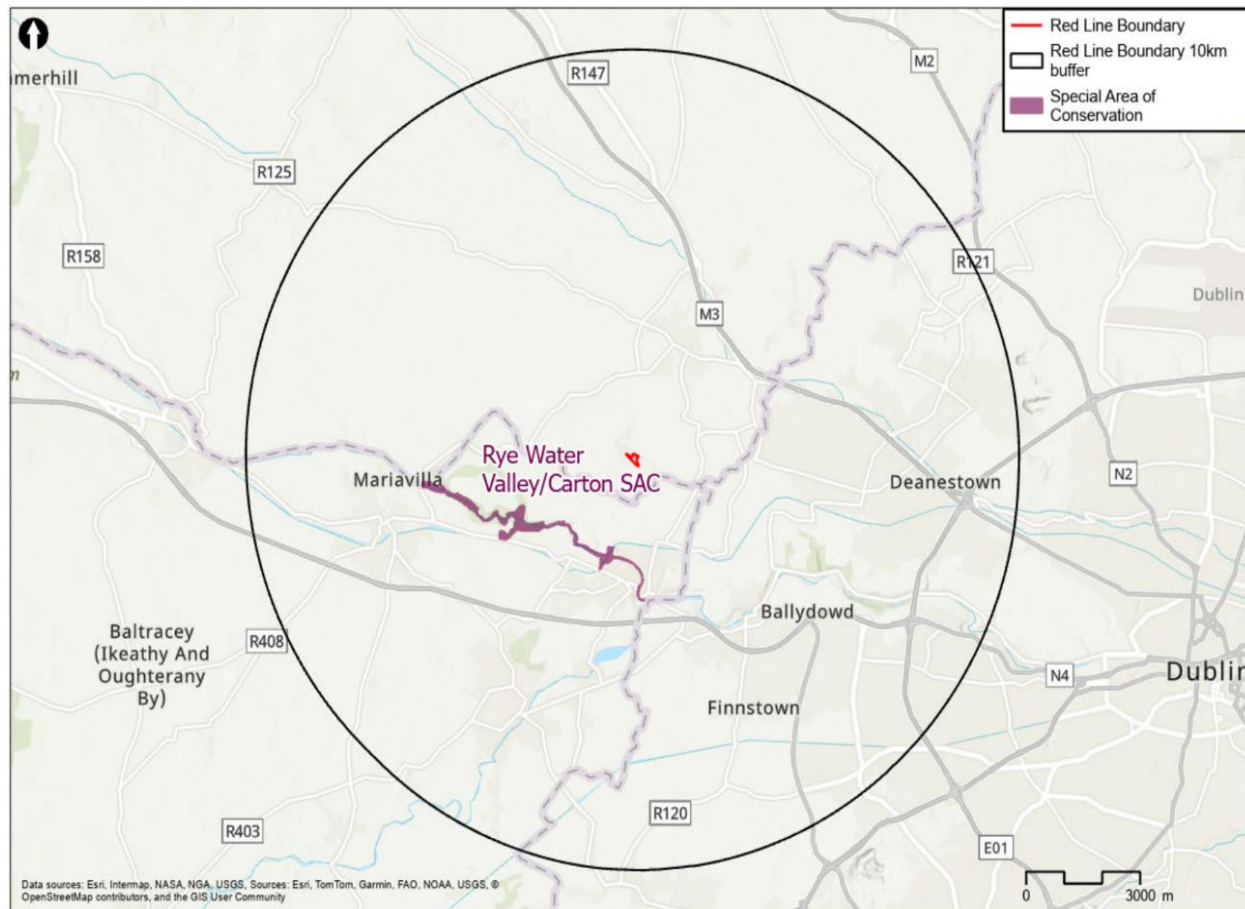 Red Line Boundary
Red Line Boundary 10km
buffer
Special Area of
Conservation
R147
M2
merhill
R125
R158
R121
Dublin
M3
Rye Water
Valley/Carton SAC
Mariavilla
Deanestown
N2
Ballydowd
Baltracey
(Ikeathy And
Oughterany
By)
R408
N4
Dublin
Finnstown
R120
R403
E01
Data sources: Esri, Intermap, NASA, NGA, USGS, Sources: Esri, TomTom, Garmin, FAO, NOAA, USGS, ©
OpenStreetMap contributors, and the GIS User Community
0 3000 m